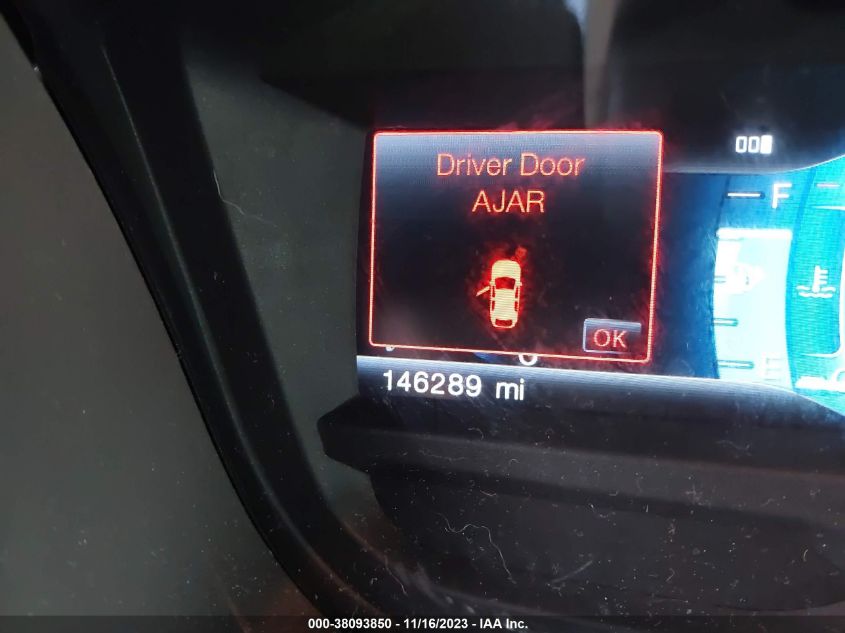 Driver Door
AJAR
OK
F
E
146289 mi
000-38093850 - 11/16/2023 - IAA Inc.